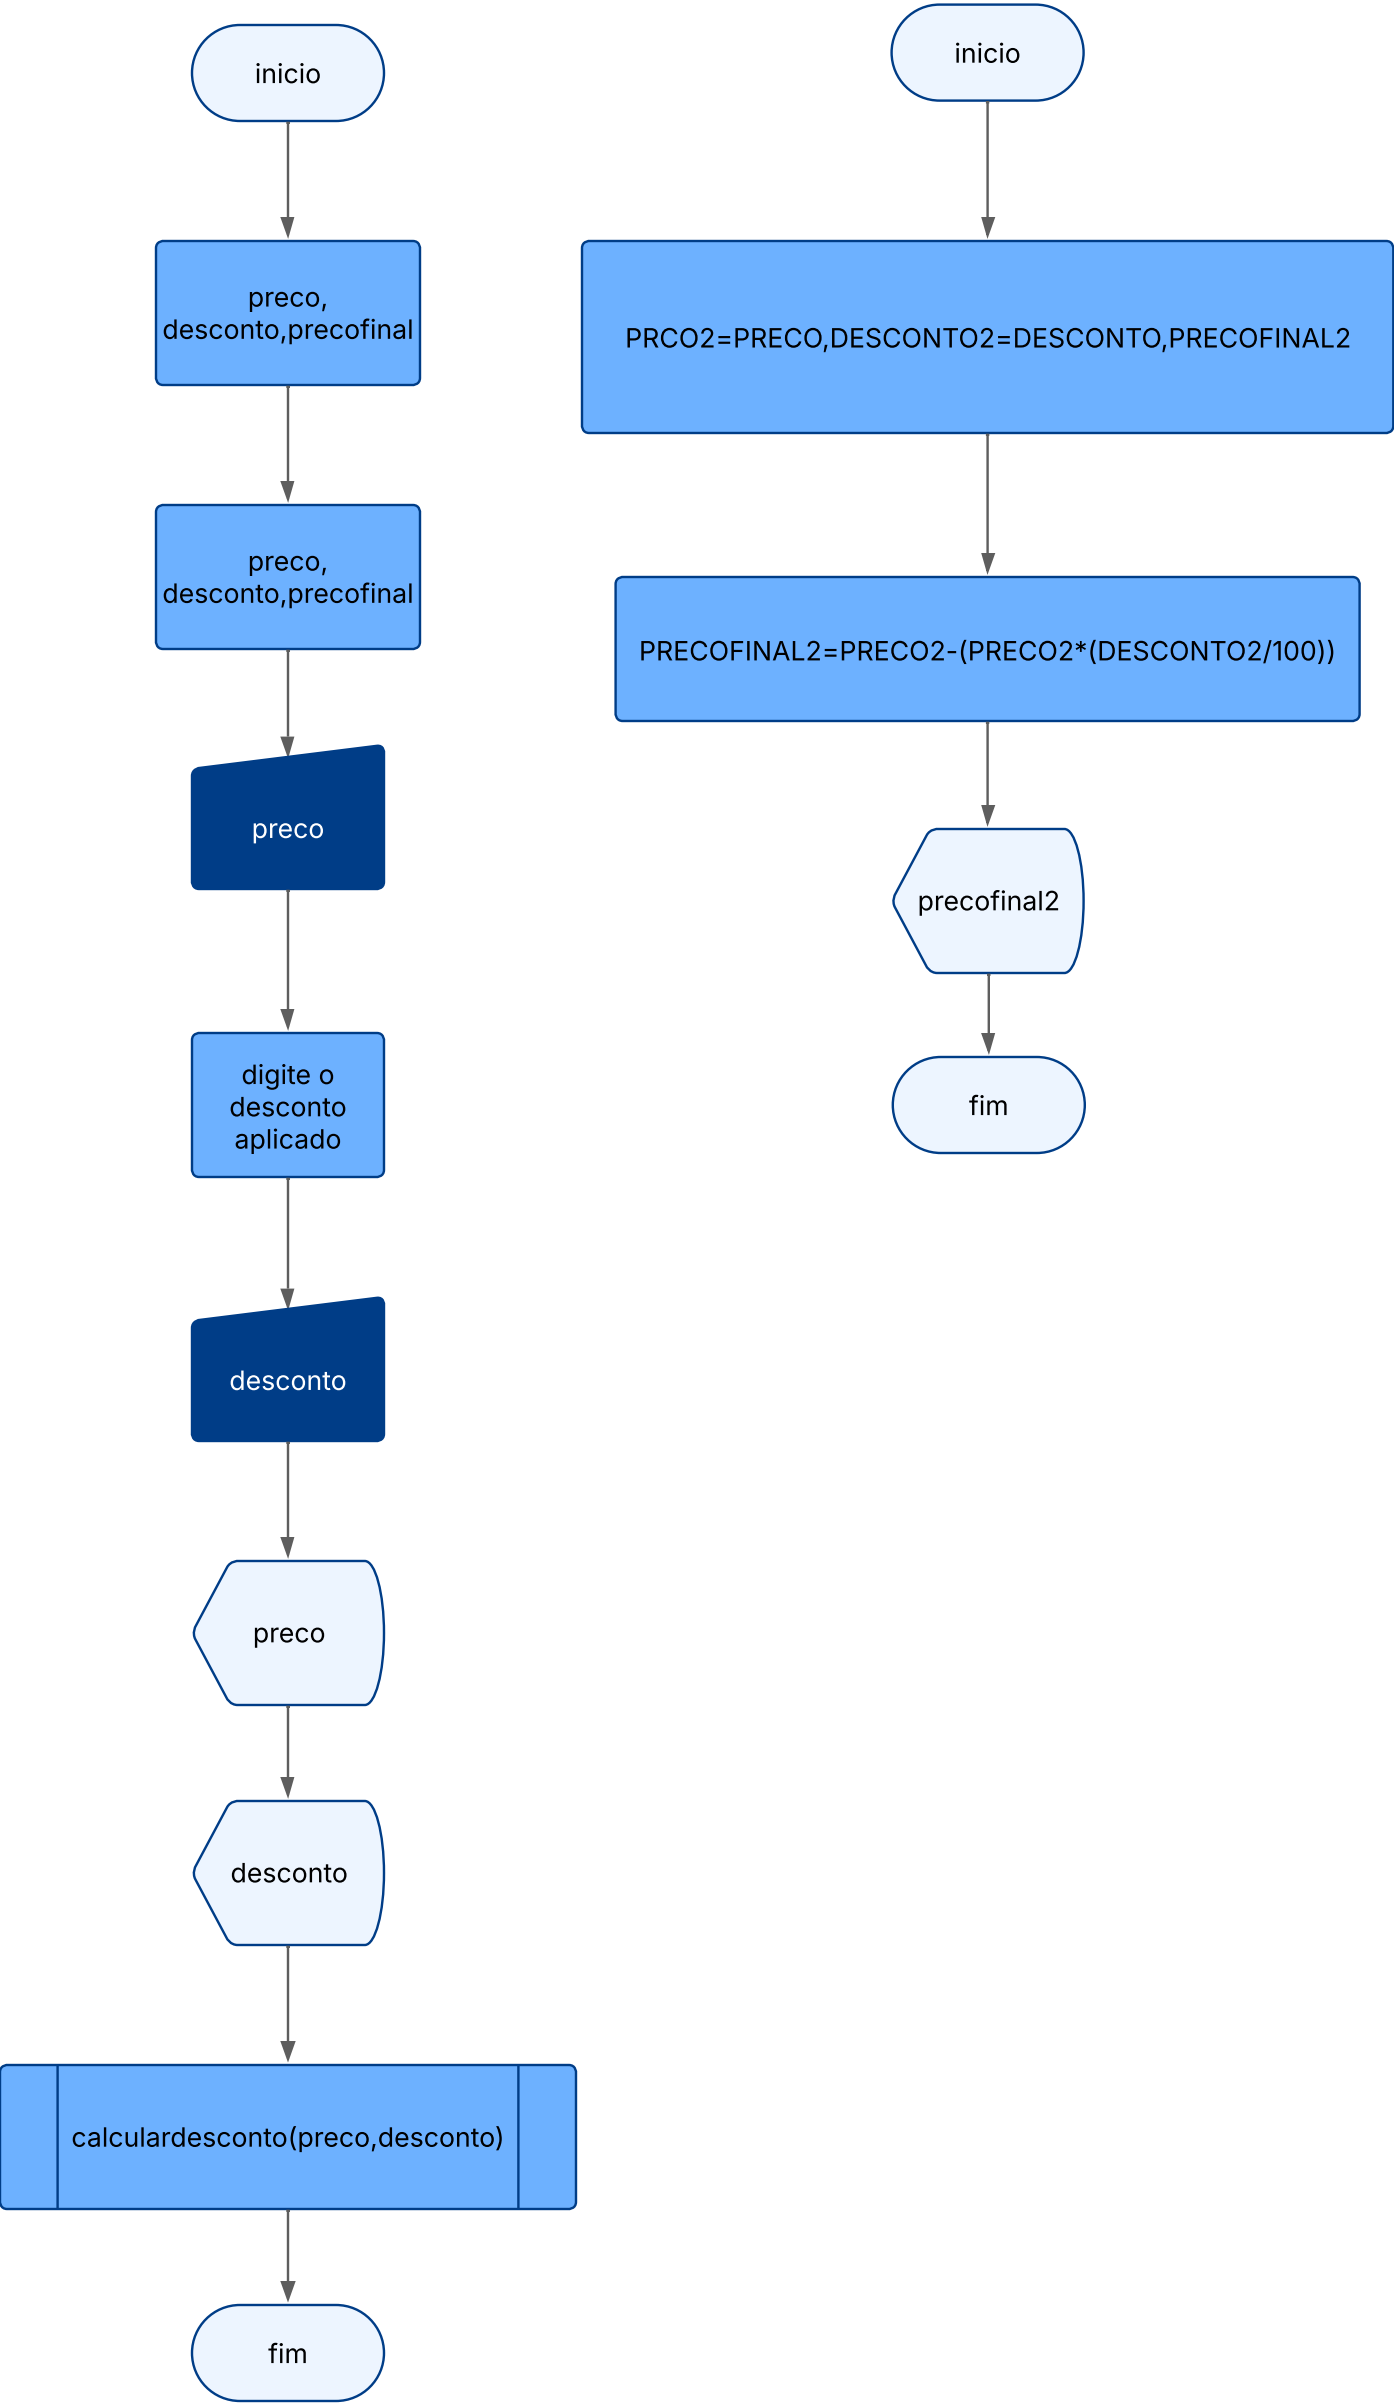 inicio
preco,
desconto,precofinal
preco,
desconto,precofinal
preco
digite o
desconto
aplicado
desconto
preco
desconto
calculardesconto(preco,desconto)
fim
inicio
PRCO2=PRECO,DESCONTO2=DESCONTO,PRECOFINAL2
PRECOFINAL2=PRECO2-(PRECO2*(DESCONTO2/100))
precofinal2
fim